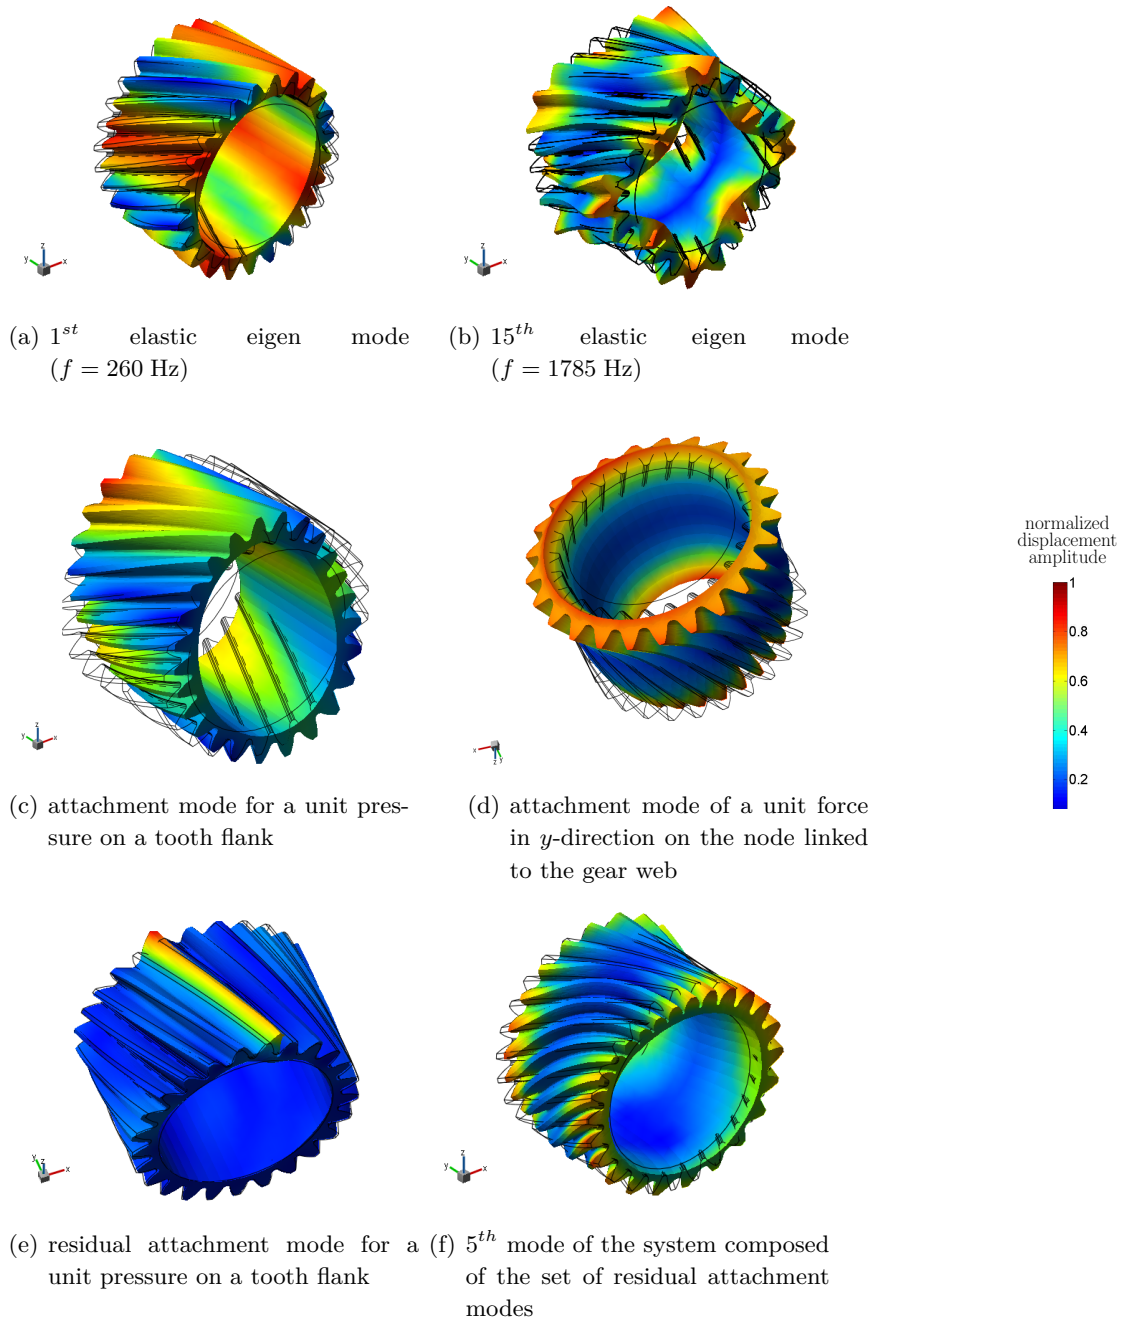 z
y
x
z
y
x
(a) 1st elastic eigen mode
(f = 260 Hz)
(b) 15th elastic eigen mode
(f = 1785 Hz)
z
y
x
x
z
y
normalized
displacement
amplitude
1
0.8
0.6
0.4
0.2
(c) attachment mode for a unit pres-
sure on a tooth flank
(d) attachment mode of a unit force
in y-direction on the node linked
to the gear web
y
z
x
z
y
x
(e) residual attachment mode for a
unit pressure on a tooth flank
(f) 5th mode of the system composed
of the set of residual attachment
modes